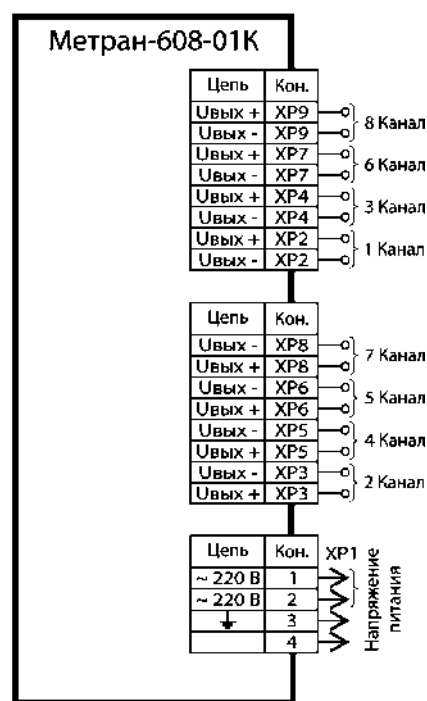 Метран-608-01К
Цепь Кон.
Uвых + XP9
Uвых - XP9
8 Канал
Uвых + XP7
Uвых - XP7
6 Канал
Uвых + XP4
Uвых - XP4
3 Канал
Uвых + XP2
Uвых - XP2
1 Канал
Цепь Кон.
Uвых - XP8
Uвых + XP8
7 Канал
Uвых - XP6
Uвых + XP6
5 Канал
Uвых - XP5
Uвых + XP5
4 Канал
Uвых - XP3
Uвых + XP3
2 Канал
Цепь Кон. XP1
~ 220 В 1
~ 220 В 2
3
4
Напряжение
питания